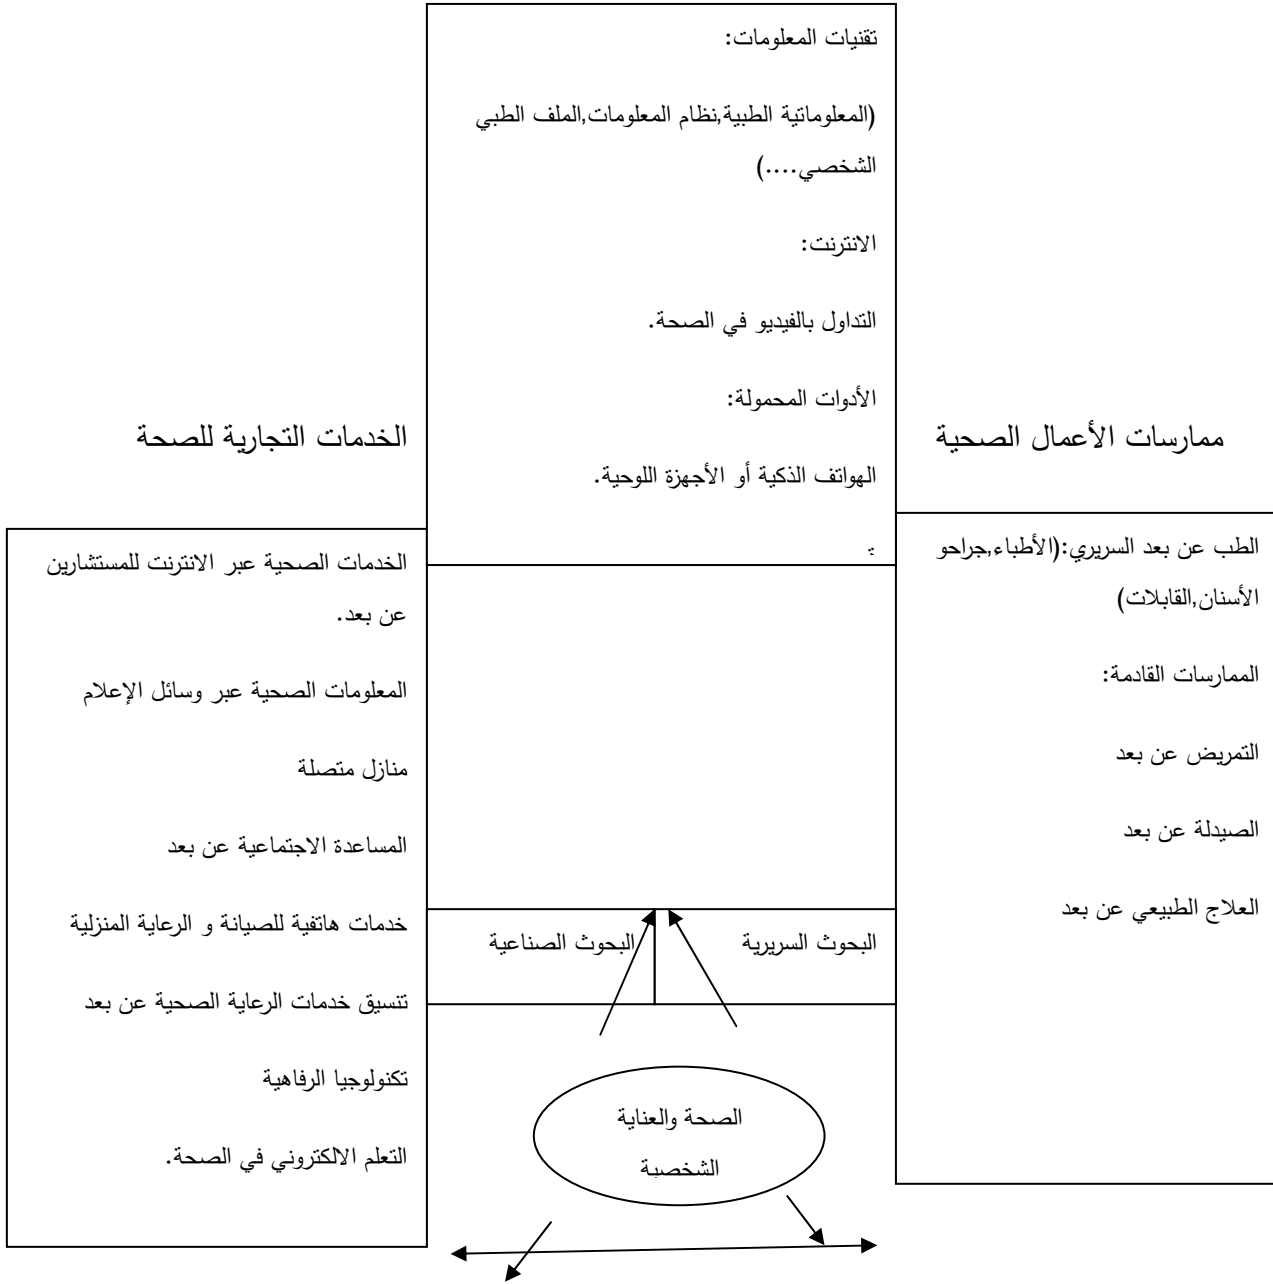 تقنيات المعلومات:
(المعلوماتية الطبية,نظام المعلومات,الملف الطبي
الشخصي....)
الانترنت:
التداول بالفيديو في الصحة.
الأدوات المحمولة:
الهواتف الذكية أو الأجهزة اللوحية.
ممارسات الأعمال الصحية
الطب عن بعد السريري:(الأطباء,جراحو
الأسنان,القابلات)
الممارسات القادمة:
التمريض عن بعد
الصيدلة عن بعد
العلاج الطبيعي عن بعد
الخدمات التجارية للصحة
الخدمات الصحية عبر الانترنت للمستشارين
عن بعد.
المعلومات الصحية عبر وسائل الإعلام
منازل متصلة
المساعدة الاجتماعية عن بعد
خدمات هاتفية للصيانة و الرعاية المنزلية
تنسيق خدمات الرعاية الصحية عن بعد
تكنولوجيا الرفاهية
التعلم الالكتروني في الصحة.
البحوث السريرية
البحوث الصناعية
الصحة والعناية
الشخصية